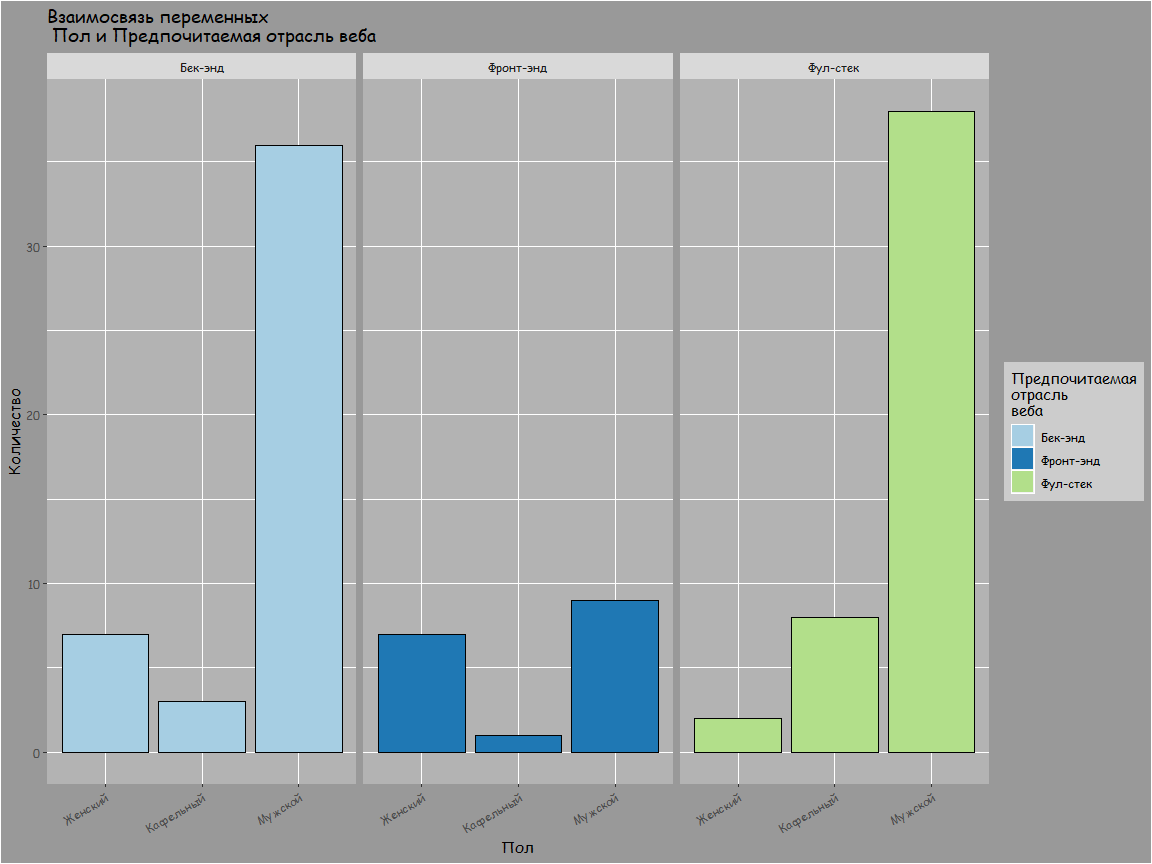 Взаимосвязь переменных
Пол и Предпочитаемая отрасль веба
Бек-энд
Фронт-энд
Фул-стек
Количество
30
20
10
0
Женский
Кафельный
Мужской
Женский
Кафельный
Мужской
Женский
Кафельный
Мужской
Пол
Предпочитаемая
отрасль
веба
Бек-энд
Фронт-энд
Фул-стек